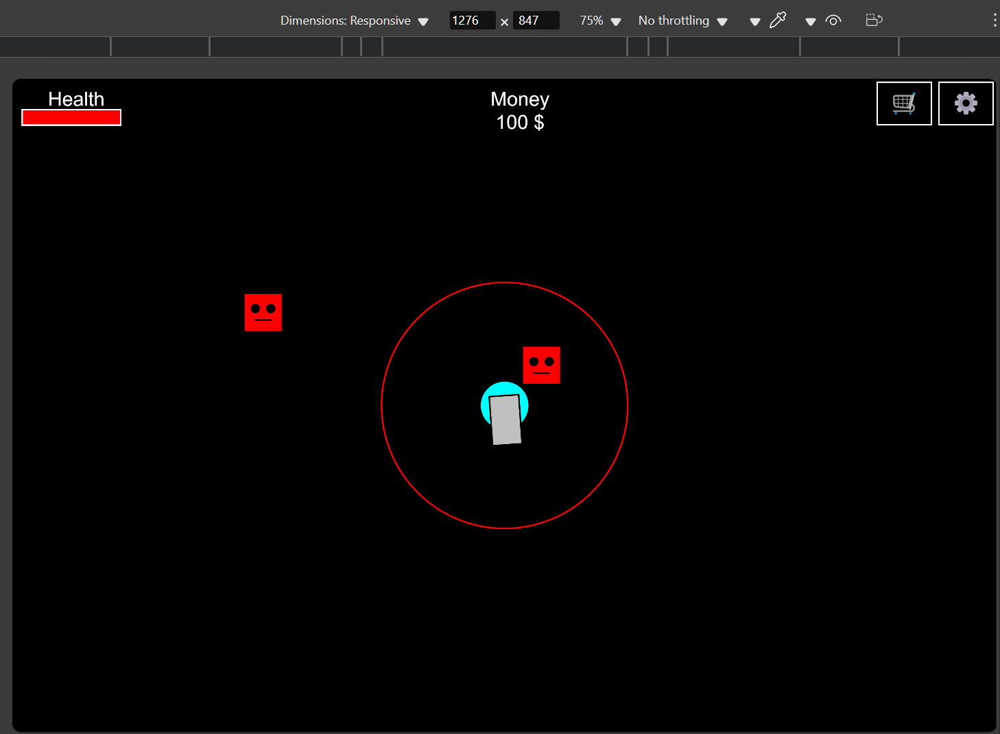 Dimensions: Responsive 1276 × 847 75% No throttling
Health
Money
100 $